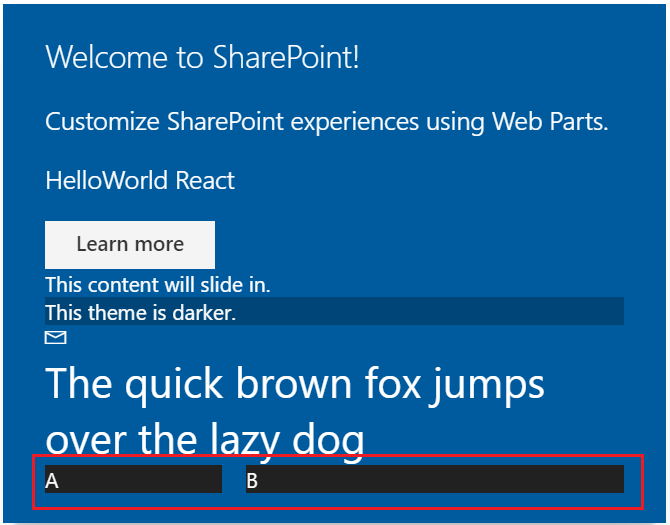 Welcome to SharePoint!
Customize SharePoint experiences using Web Parts.
HelloWorld React
Learn more
This content will slide in.
This theme is darker.
The quick brown fox jumps
over the lazy dog
A B